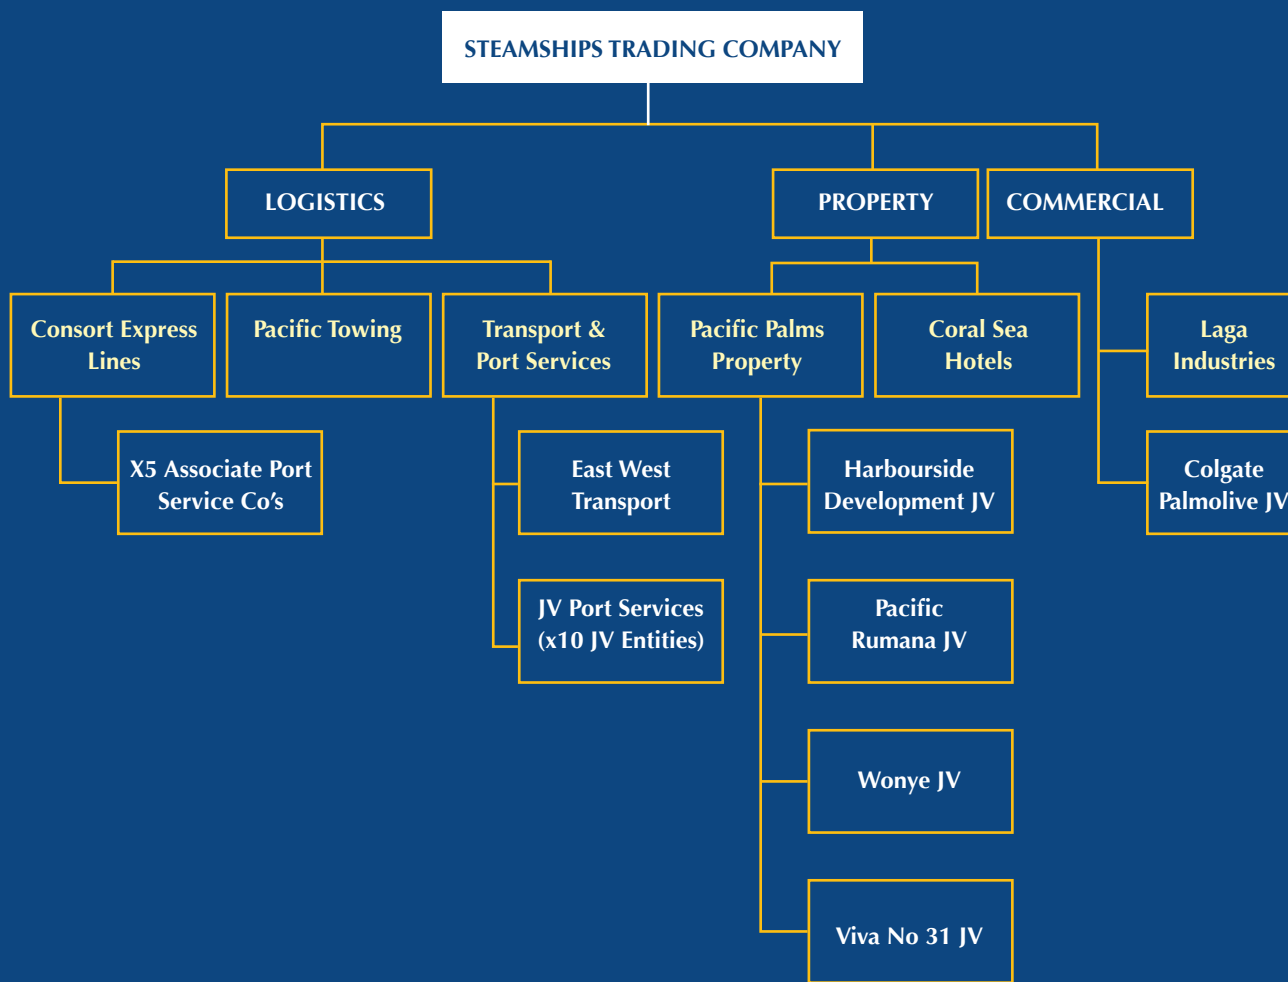 STEAMSHIPS TRADING COMPANY
LOGISTICS
PROPERTY
COMMERCIAL
Consort Express
Lines
Pacific Towing
Transport &
Port Services
Pacific Palms
Property
Coral Sea
Hotels
Laga
Industries
X5 Associate Port
Service Co’s
East West
Transport
Harbourside
Development JV
Colgate
Palmolive JV
JV Port Services
(x10 JV Entities)
Pacific
Rumana JV
Wonye JV
Viva No 31 JV